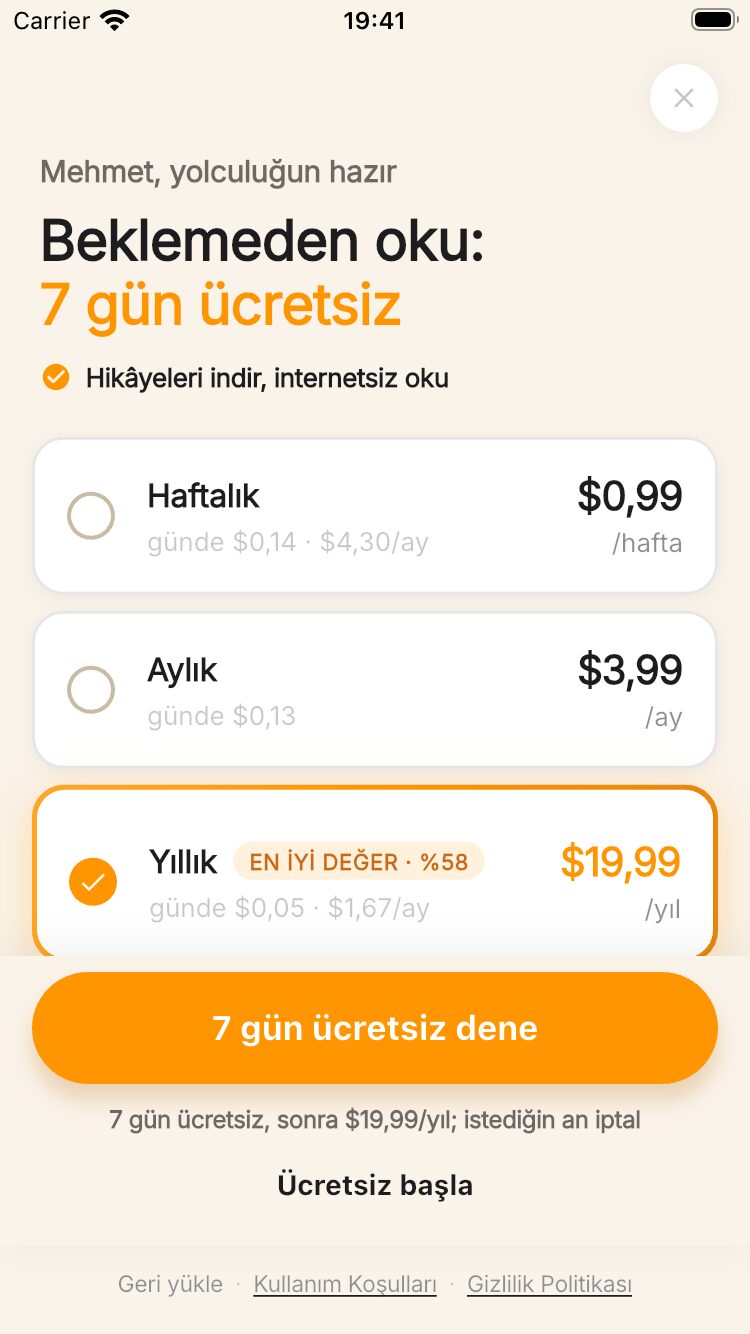 Carrier 19:41
Mehmet, yolculuğun hazır
Beklemeden oku:
7 gün ücretsiz
Hikâyeleri indir, internetsiz oku
Haftalık $0,99
günde $0,14 · $4,30/ay /hafta
Aylık $3,99
günde $0,13 /ay
Yıllık EN İYİ DEĞER · %58 $19,99
günde $0,05 · $1,67/ay /yıl
7 gün ücretsiz dene
7 gün ücretsiz, sonra $19,99/yıl; istediğin an iptal
Ücretsiz başla
Geri yükle · Kullanım Koşulları · Gizlilik Politikası